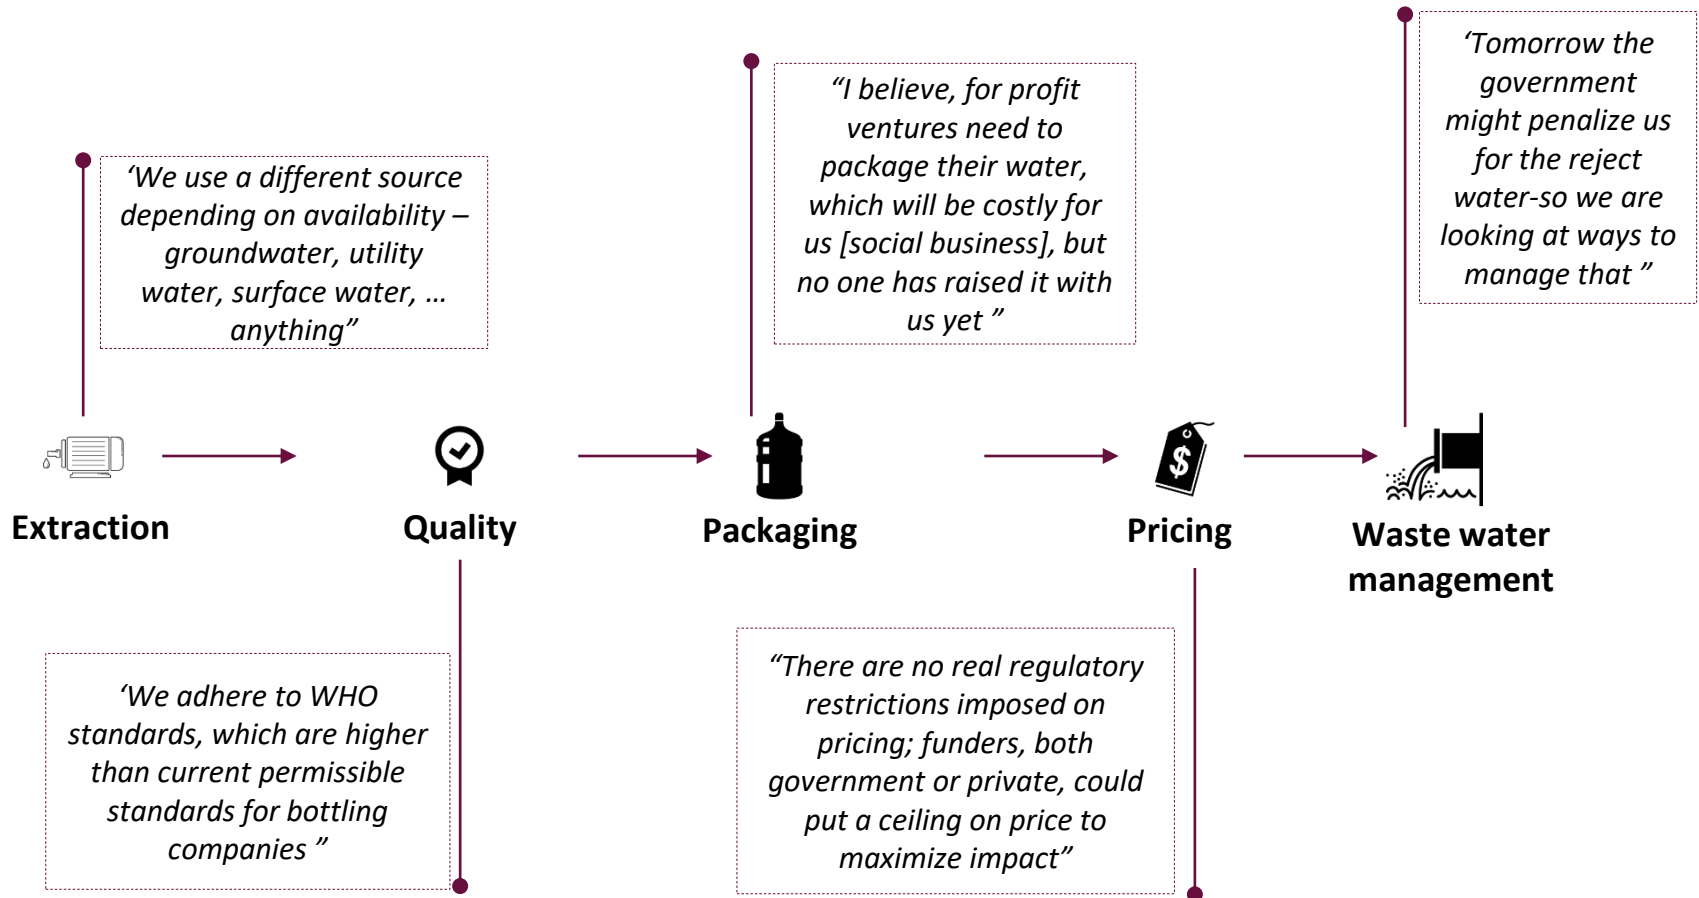 ‘We use a different source
depending on availability –
groundwater, utility
water, surface water, …
anything”
“I believe, for profit
ventures need to
package their water,
which will be costly for
us [social business], but
no one has raised it with
us yet ”
‘Tomorrow the
government
might penalize us
for the reject
water-so we are
looking at ways to
manage that ”
$
Extraction
Quality
Packaging
Pricing
Waste water
management
‘We adhere to WHO
standards, which are higher
than current permissible
standards for bottling
companies ”
“There are no real regulatory
restrictions imposed on
pricing; funders, both
government or private, could
put a ceiling on price to
maximize impact”